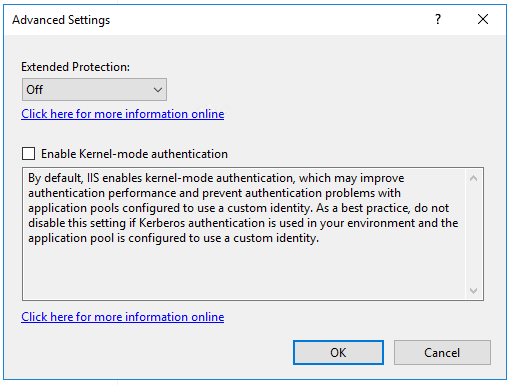 Advanced Settings
?
Extended Protection:
Off
Click here for more information online
Enable Kernel-mode authentication
By default, IIS enables kernel-mode authentication, which may improve
authentication performance and prevent authentication problems with
application pools configured to use a custom identity. As a best practice, do not
disable this setting if Kerberos authentication is used in your environment and the
application pool is configured to use a custom identity.
Click here for more information online
OK
Cancel